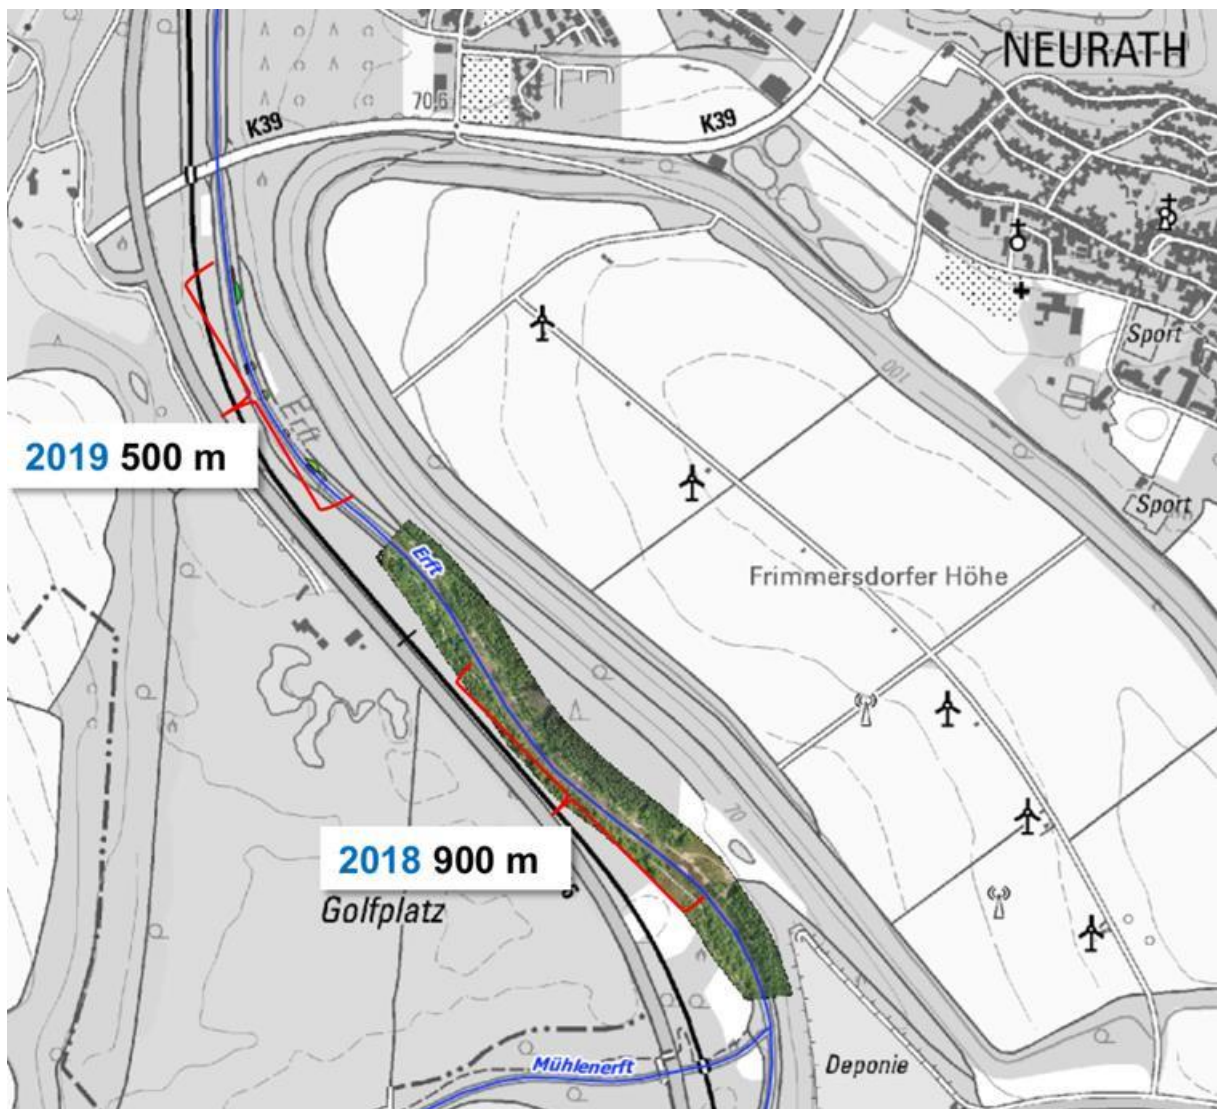 NEURATH
70,6
K39
K39
Sport
100
Erft
2019 500 m
Sport
Erft
Frimmersdorfer Höhe
70
2018 900 m
Golfplatz
Mühlenerft
Deponie